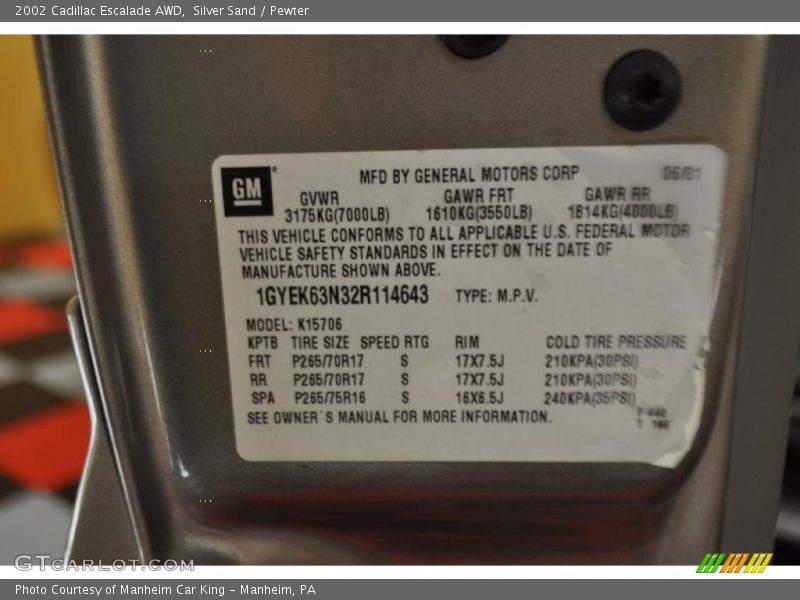 2002 Cadillac Escalade AWD, Silver Sand / Pewter
GM
MFD BY GENERAL MOTORS CORP 06/01
GVWR GAWR FRT GAWR RR
3175KG(7000LB) 1610KG(3550LB) 1814KG(4000LB)
THIS VEHICLE CONFORMS TO ALL APPLICABLE U.S. FEDERAL MOTOR
VEHICLE SAFETY STANDARDS IN EFFECT ON THE DATE OF
MANUFACTURE SHOWN ABOVE.
1GYEK63N32R114643 TYPE: M.P.V.
MODEL: K15706
KPTB TIRE SIZE SPEED RTG RIM COLD TIRE PRESSURE
FRT P265/70R17 S 17X7.5J 210KPA(30PSI)
RR P265/70R17 S 17X7.5J 210KPA(30PSI)
SPA P265/75R16 S 16X6.5J 240KPA(35PSI)
SEE OWNER'S MANUAL FOR MORE INFORMATION.
F 440
T 166
GTCarLot.com
Photo Courtesy of Manheim Car King - Manheim, PA